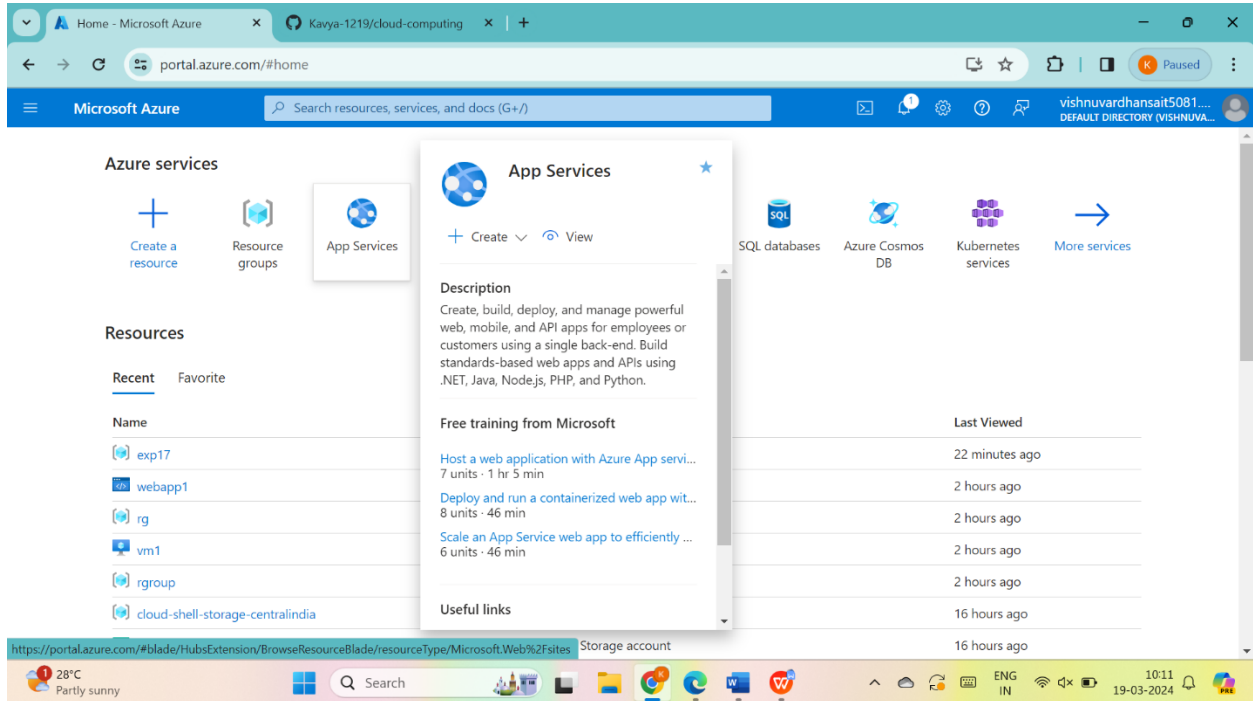 Home - Microsoft Azure
Kavya-1219/cloud-computing
portal.azure.com/#home
K Paused
Microsoft Azure
Search resources, services, and docs (G+/)
1
vishnuvardhansait5081....
DEFAULT DIRECTORY (VISHNUVA...
Azure services
Create a
resource
Resource
groups
App Services
SQL
SQL databases
Azure Cosmos
DB
Kubernetes
services
More services
App Services
Create
View
Description
Create, build, deploy, and manage powerful
web, mobile, and API apps for employees or
customers using a single back-end. Build
standards-based web apps and APIs using
.NET, Java, Node.js, PHP, and Python.
Free training from Microsoft
Host a web application with Azure App servi...
7 units · 1 hr 5 min
Deploy and run a containerized web app wit...
8 units · 46 min
Scale an App Service web app to efficiently ...
6 units · 46 min
Useful links
Resources
Recent Favorite
Name Last Viewed
exp17 22 minutes ago
webapp1 2 hours ago
rg 2 hours ago
vm1 2 hours ago
rgroup 2 hours ago
cloud-shell-storage-centralindia 16 hours ago
Storage account 16 hours ago
https://portal.azure.com/#blade/HubsExtension/BrowseResourceBlade/resourceType/Microsoft.Web%2Fsites
1
28°C
Partly sunny
Search
ENG
IN
10:11
19-03-2024
PRE